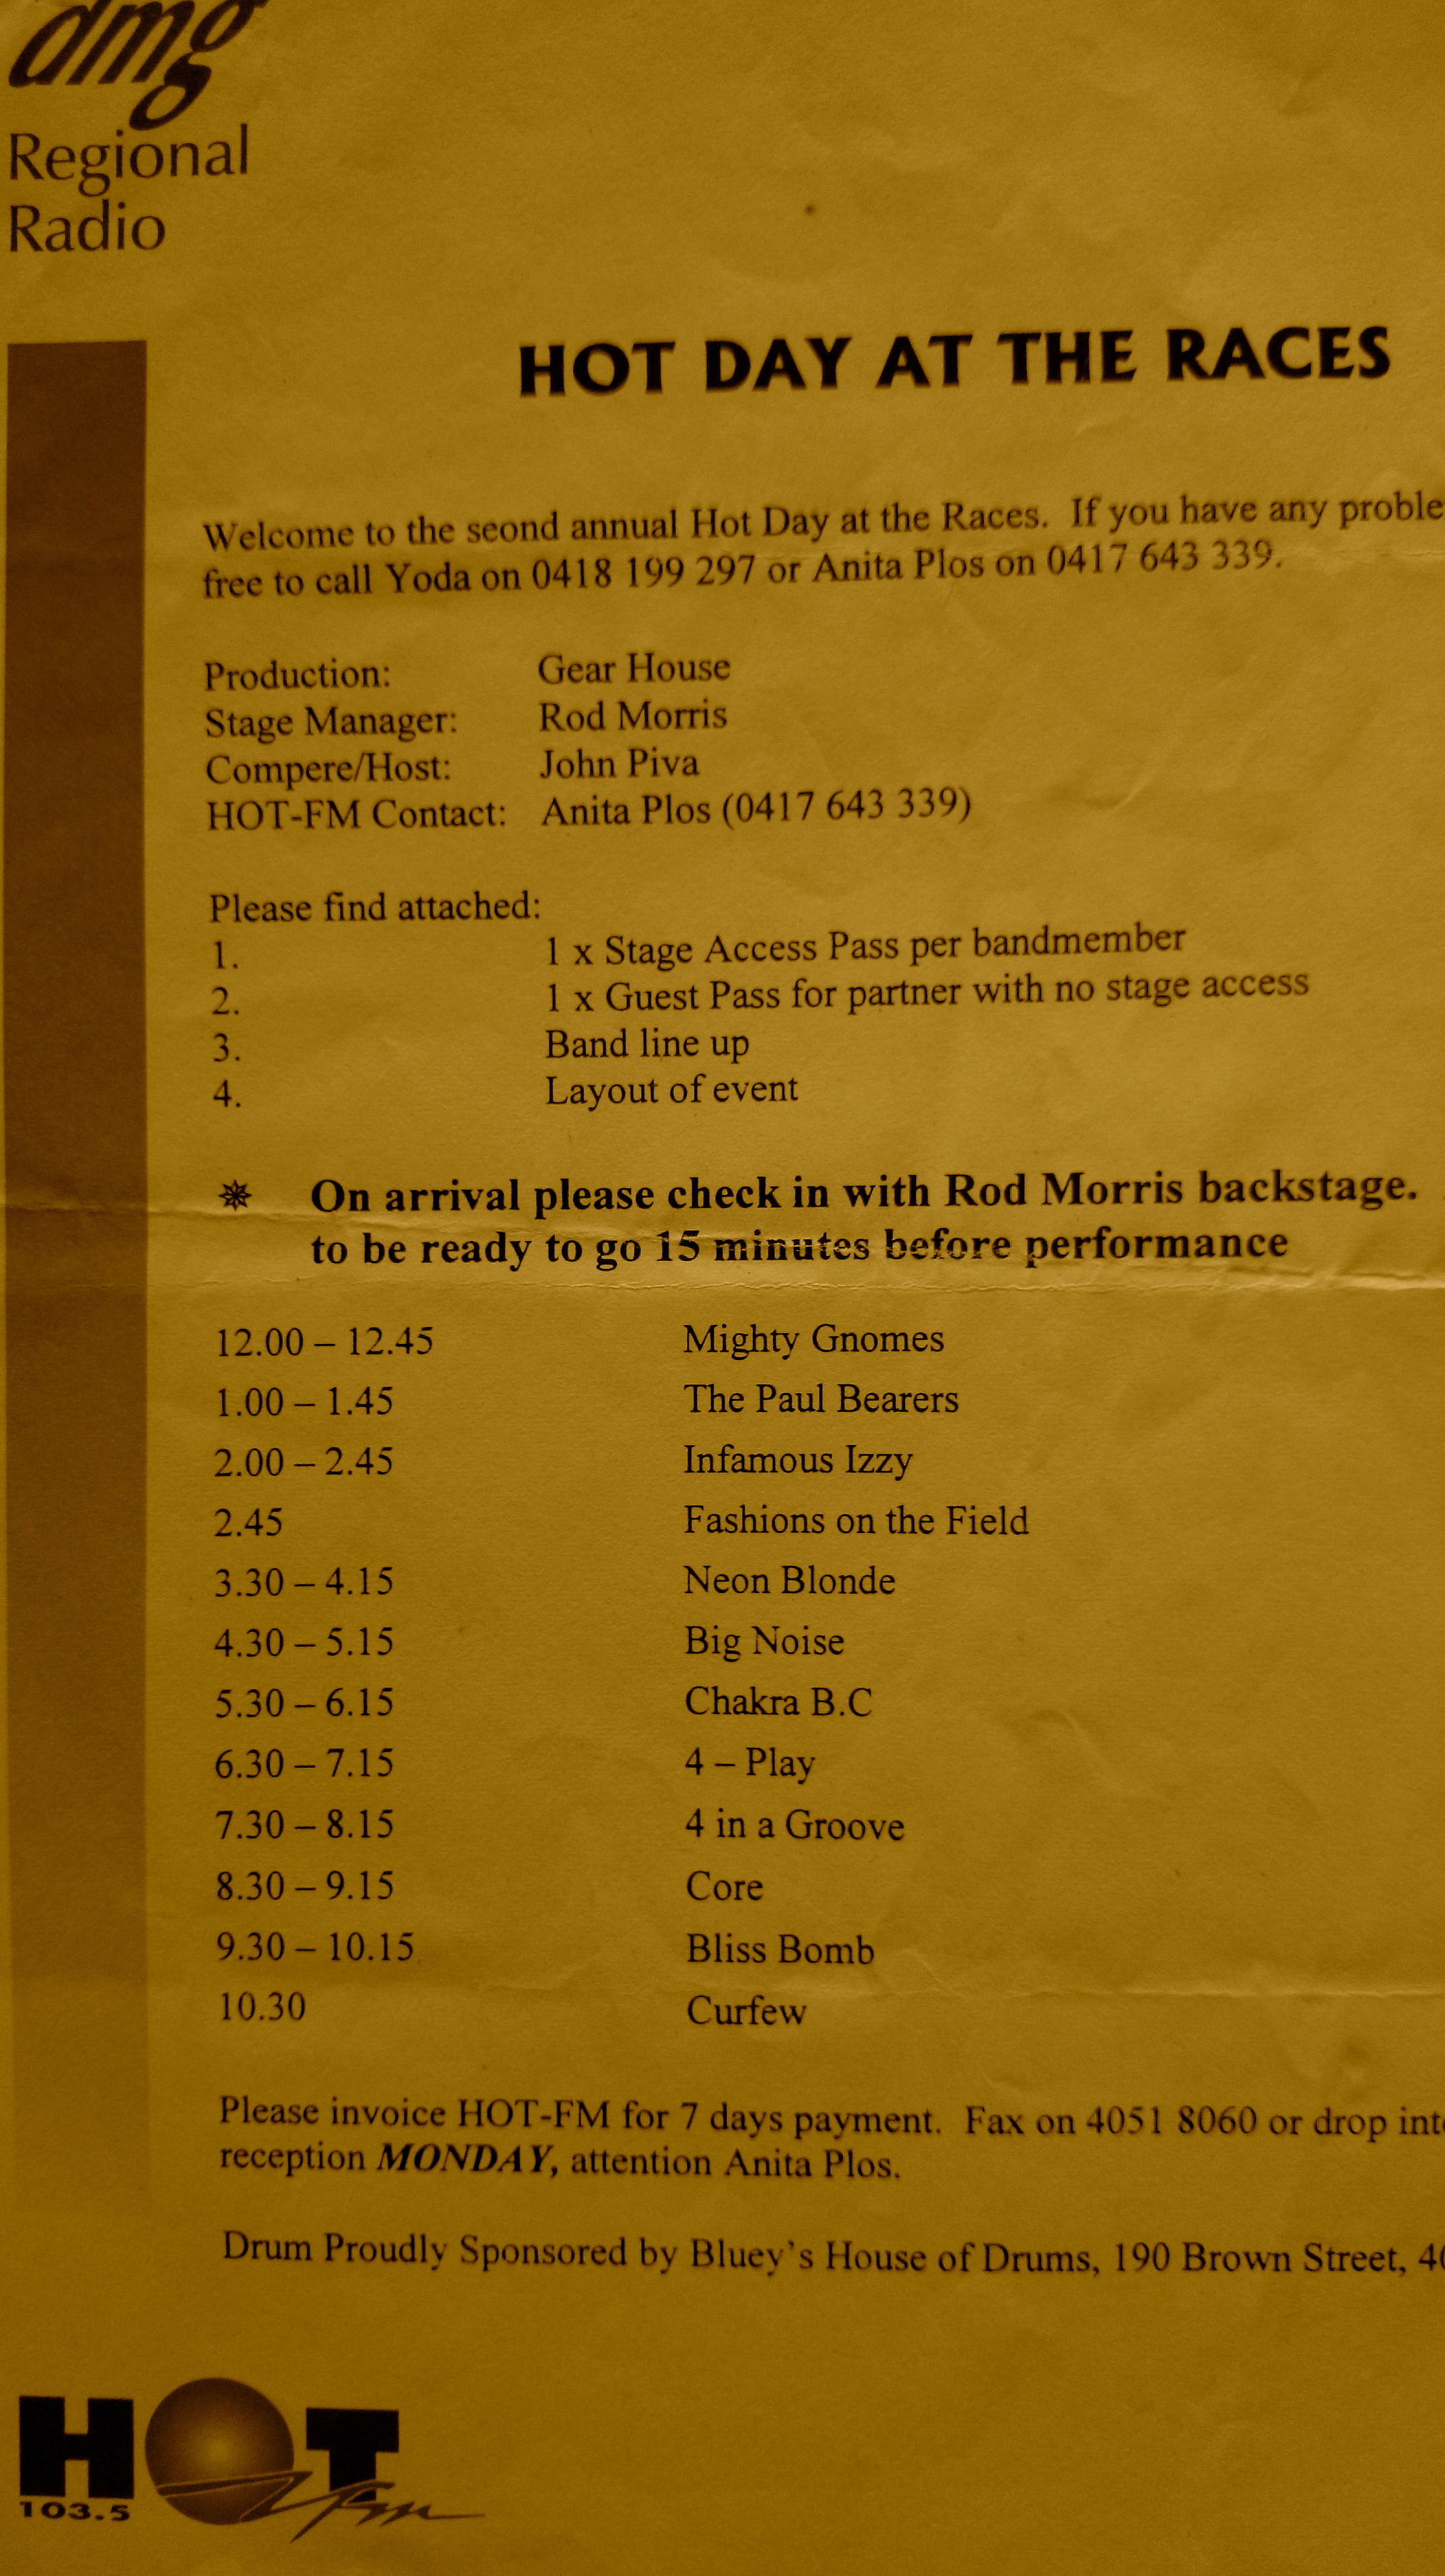 dmg
Regional
Radio
HOT DAY AT THE RACES
Welcome to the seond annual Hot Day at the Races. If you have any proble
free to call Yoda on 0418 199 297 or Anita Plos on 0417 643 339.
Production: Gear House
Stage Manager: Rod Morris
Compere/Host: John Piva
HOT-FM Contact: Anita Plos (0417 643 339)
Please find attached:
1. 1 x Stage Access Pass per bandmember
2. 1 x Guest Pass for partner with no stage access
3. Band line up
4. Layout of event
✵ On arrival please check in with Rod Morris backstage.
to be ready to go 15 minutes before performance
12.00 – 12.45 Mighty Gnomes
1.00 – 1.45 The Paul Bearers
2.00 – 2.45 Infamous Izzy
2.45 Fashions on the Field
3.30 – 4.15 Neon Blonde
4.30 – 5.15 Big Noise
5.30 – 6.15 Chakra B.C
6.30 – 7.15 4 – Play
7.30 – 8.15 4 in a Groove
8.30 – 9.15 Core
9.30 – 10.15 Bliss Bomb
10.30 Curfew
Please invoice HOT-FM for 7 days payment. Fax on 4051 8060 or drop int
reception MONDAY, attention Anita Plos.
Drum Proudly Sponsored by Bluey's House of Drums, 190 Brown Street, 40
HOT
103.5 fm